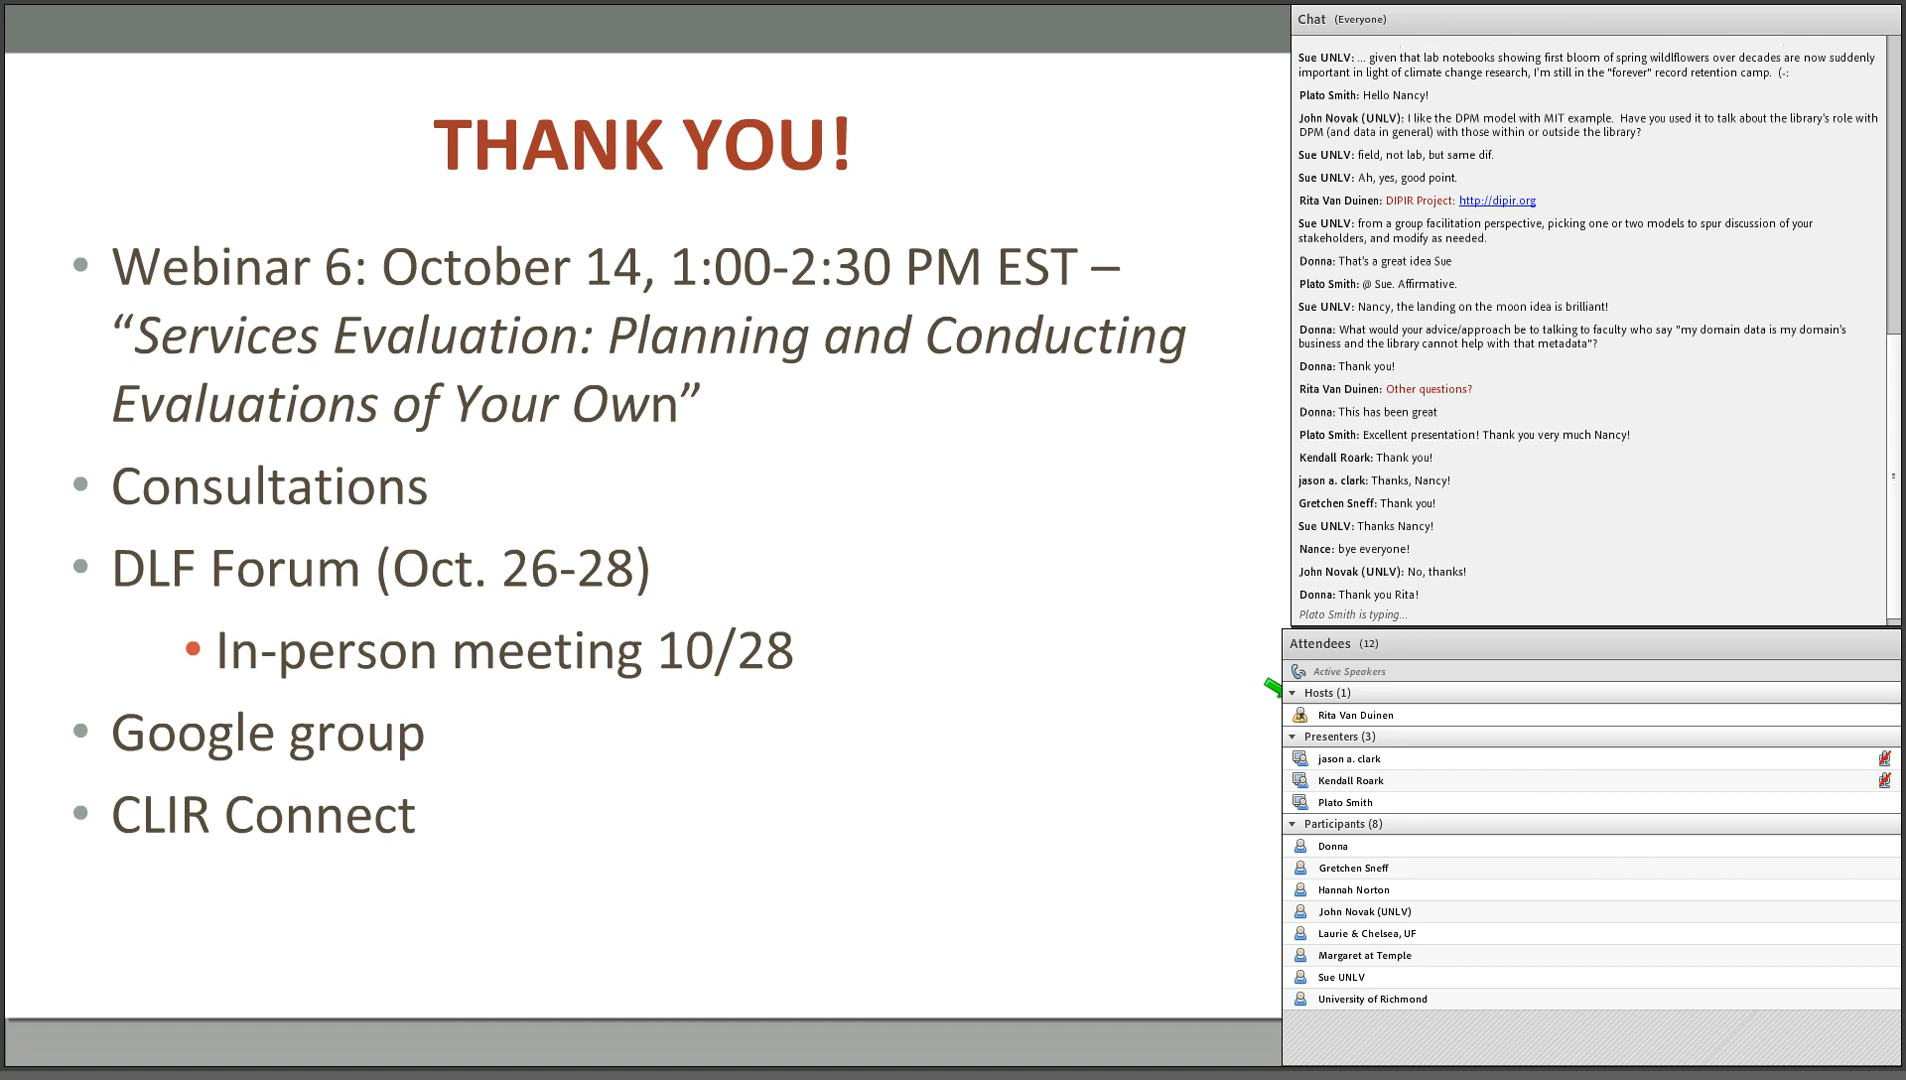 THANK YOU!
• Webinar 6: October 14, 1:00-2:30 PM EST –
“Services Evaluation: Planning and Conducting
Evaluations of Your Own”
• Consultations
• DLF Forum (Oct. 26-28)
• In-person meeting 10/28
• Google group
• CLIR Connect
Chat (Everyone)
Sue UNLV: ... given that lab notebooks showing first bloom of spring wildlflowers over decades are now suddenly
important in light of climate change research, I'm still in the "forever" record retention camp. (-:
Plato Smith: Hello Nancy!
John Novak (UNLV): I like the DPM model with MIT example. Have you used it to talk about the library's role with
DPM (and data in general) with those within or outside the library?
Sue UNLV: field, not lab, but same dif.
Sue UNLV: Ah, yes, good point.
Rita Van Duinen: DIPIR Project: http://dipir.org
Sue UNLV: from a group facilitation perspective, picking one or two models to spur discussion of your
stakeholders, and modify as needed.
Donna: That's a great idea Sue
Plato Smith: @ Sue. Affirmative.
Sue UNLV: Nancy, the landing on the moon idea is brilliant!
Donna: What would your advice/approach be to talking to faculty who say "my domain data is my domain's
business and the library cannot help with that metadata"?
Donna: Thank you!
Rita Van Duinen: Other questions?
Donna: This has been great
Plato Smith: Excellent presentation! Thank you very much Nancy!
Kendall Roark: Thank you!
jason a. clark: Thanks, Nancy!
Gretchen Sneff: Thank you!
Sue UNLV: Thanks Nancy!
Nance: bye everyone!
John Novak (UNLV): No, thanks!
Donna: Thank you Rita!
Plato Smith is typing...
Attendees (12)
Active Speakers
Hosts (1)
Rita Van Duinen
Presenters (3)
jason a. clark
Kendall Roark
Plato Smith
Participants (8)
Donna
Gretchen Sneff
Hannah Norton
John Novak (UNLV)
Laurie & Chelsea, UF
Margaret at Temple
Sue UNLV
University of Richmond